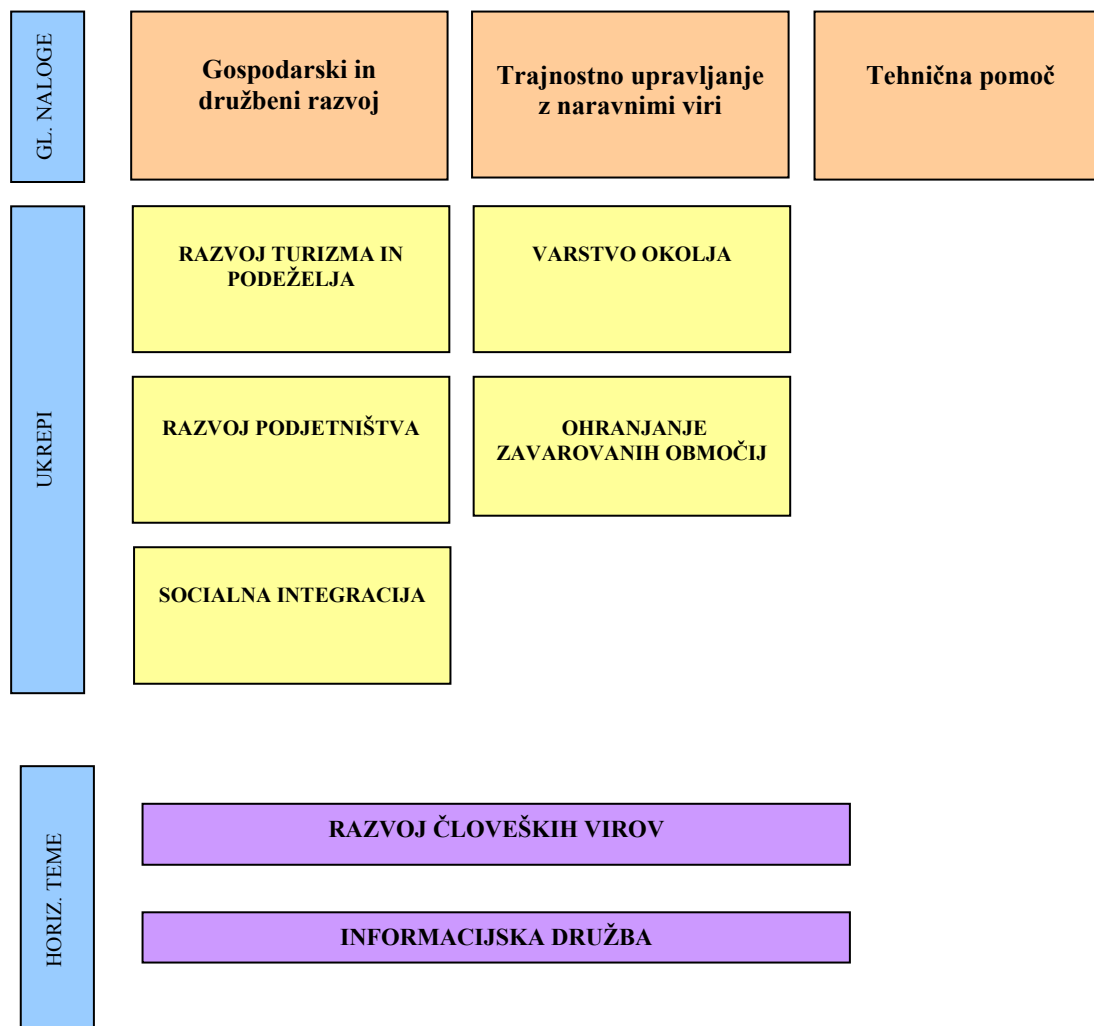 GL. NALOGE
Gospodarski in
družbeni razvoj
Trajnostno upravljanje
z naravnimi viri
Tehnična pomoč
UKREPI
RAZVOJ TURIZMA IN
PODEŽELJA
VARSTVO OKOLJA
RAZVOJ PODJETNIŠTVA
OHRANJANJE
ZAVAROVANIH OBMOČIJ
SOCIALNA INTEGRACIJA
HORIZ. TEME
RAZVOJ ČLOVEŠKIH VIROV
INFORMACIJSKA DRUŽBA